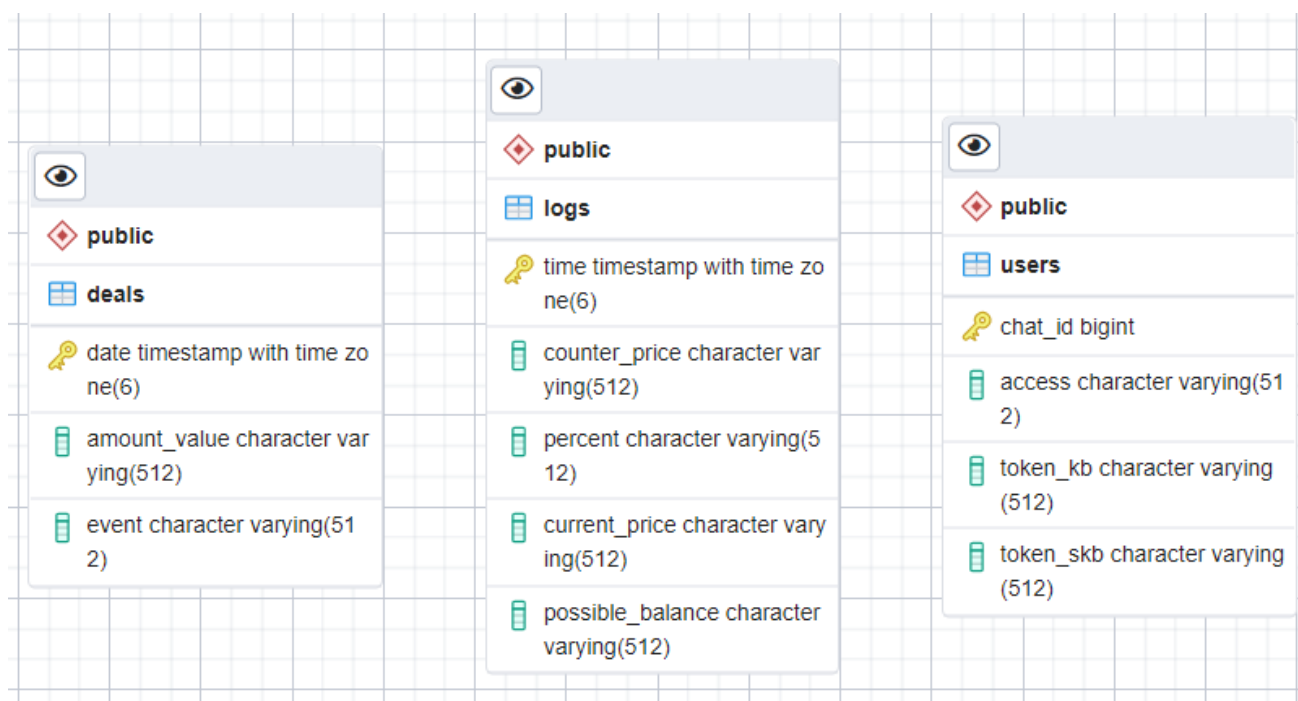 public
deals
date timestamp with time zo
ne(6)
amount_value character var
ying(512)
event character varying(51
2)
public
logs
time timestamp with time zo
ne(6)
counter_price character var
ying(512)
percent character varying(5
12)
current_price character vary
ing(512)
possible_balance character
varying(512)
public
users
chat_id bigint
access character varying(51
2)
token_kb character varying
(512)
token_skb character varying
(512)